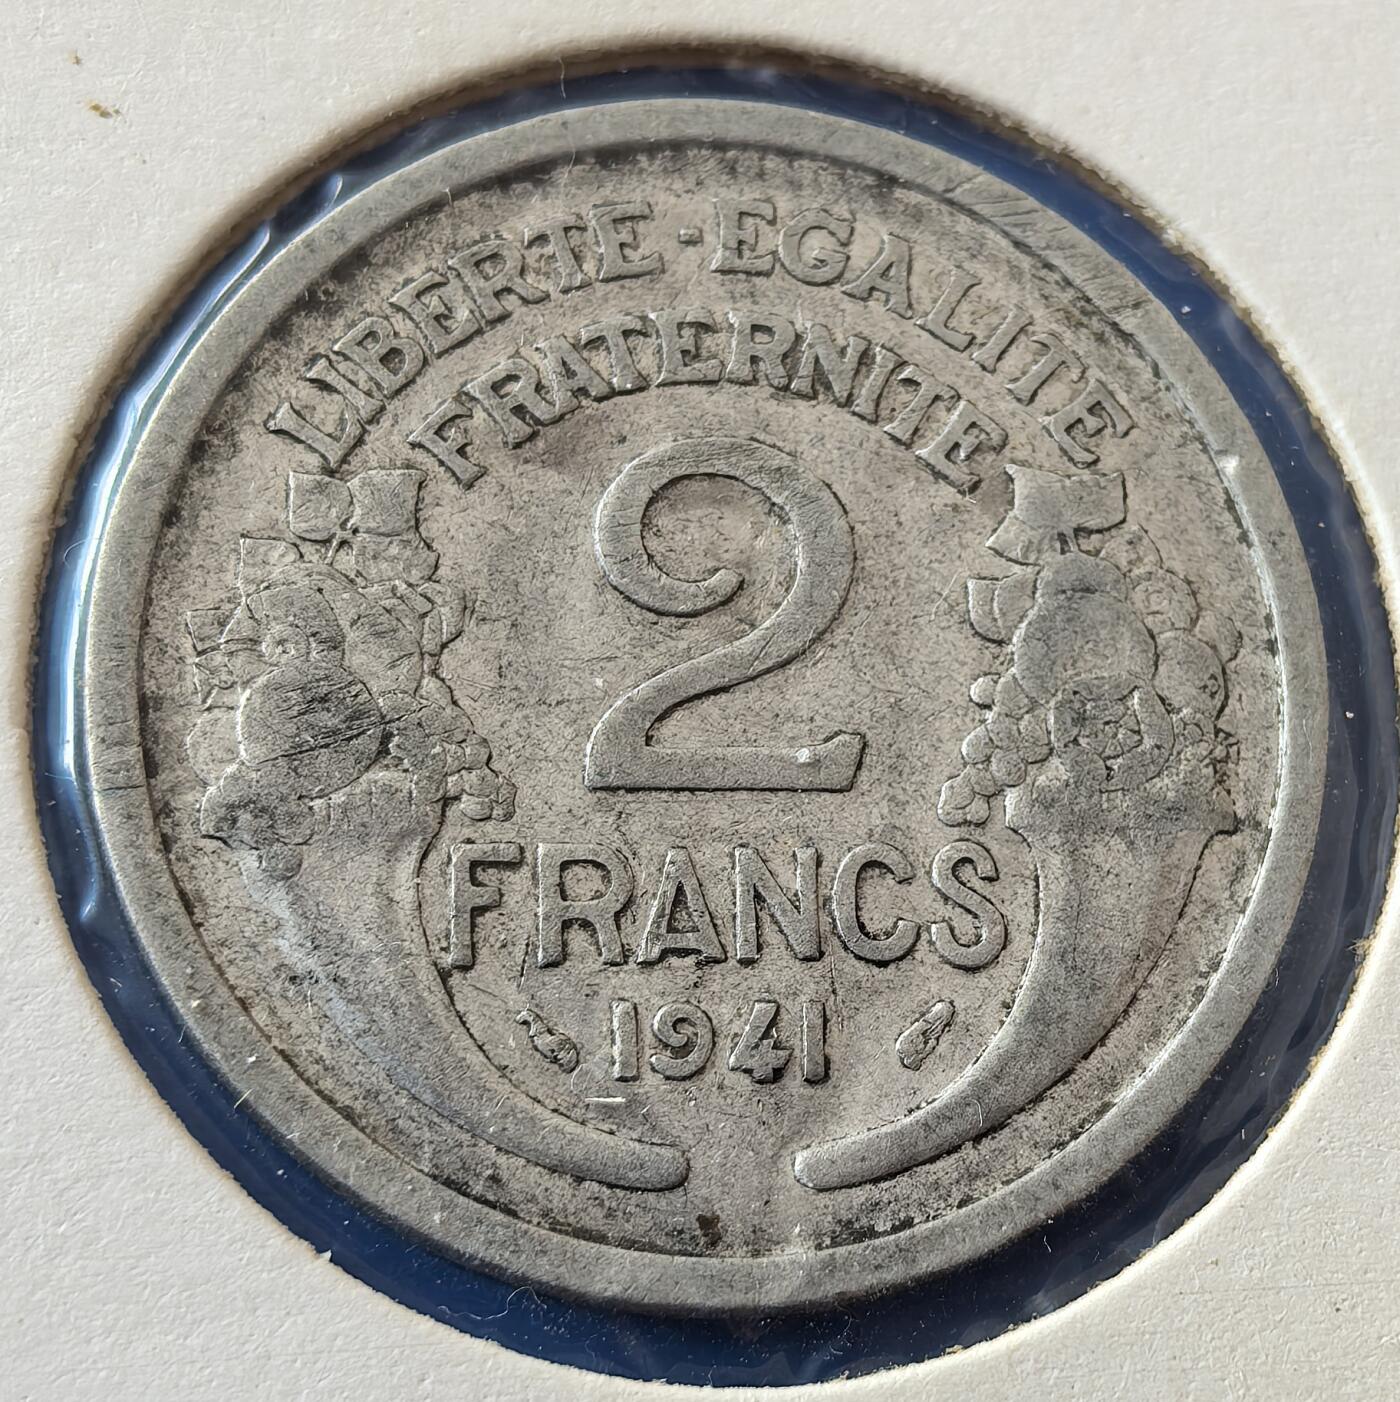 LIBERTE-EGALITE
FRATERNITE
2
FRANCS
1941